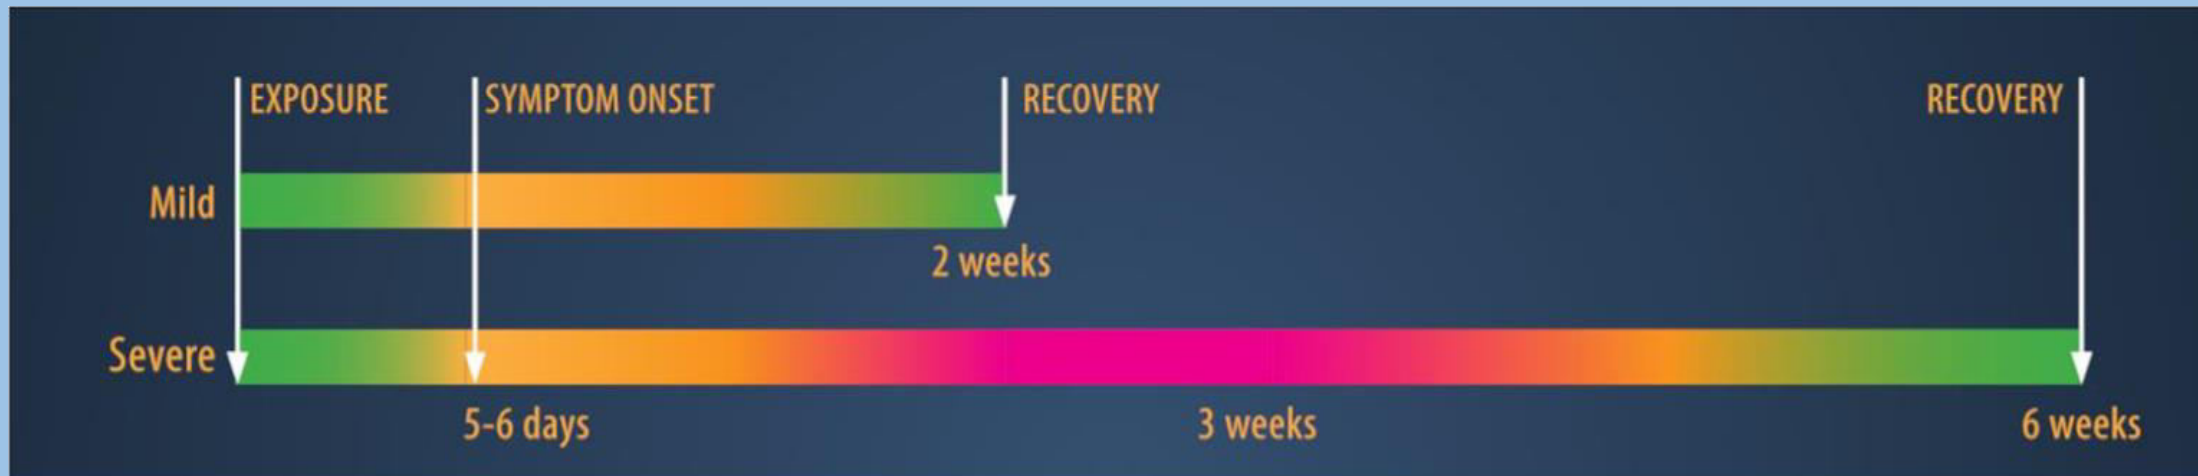 EXPOSURE
SYMPTOM ONSET
RECOVERY
RECOVERY
Mild
2 weeks
Severe
5-6 days
3 weeks
6 weeks